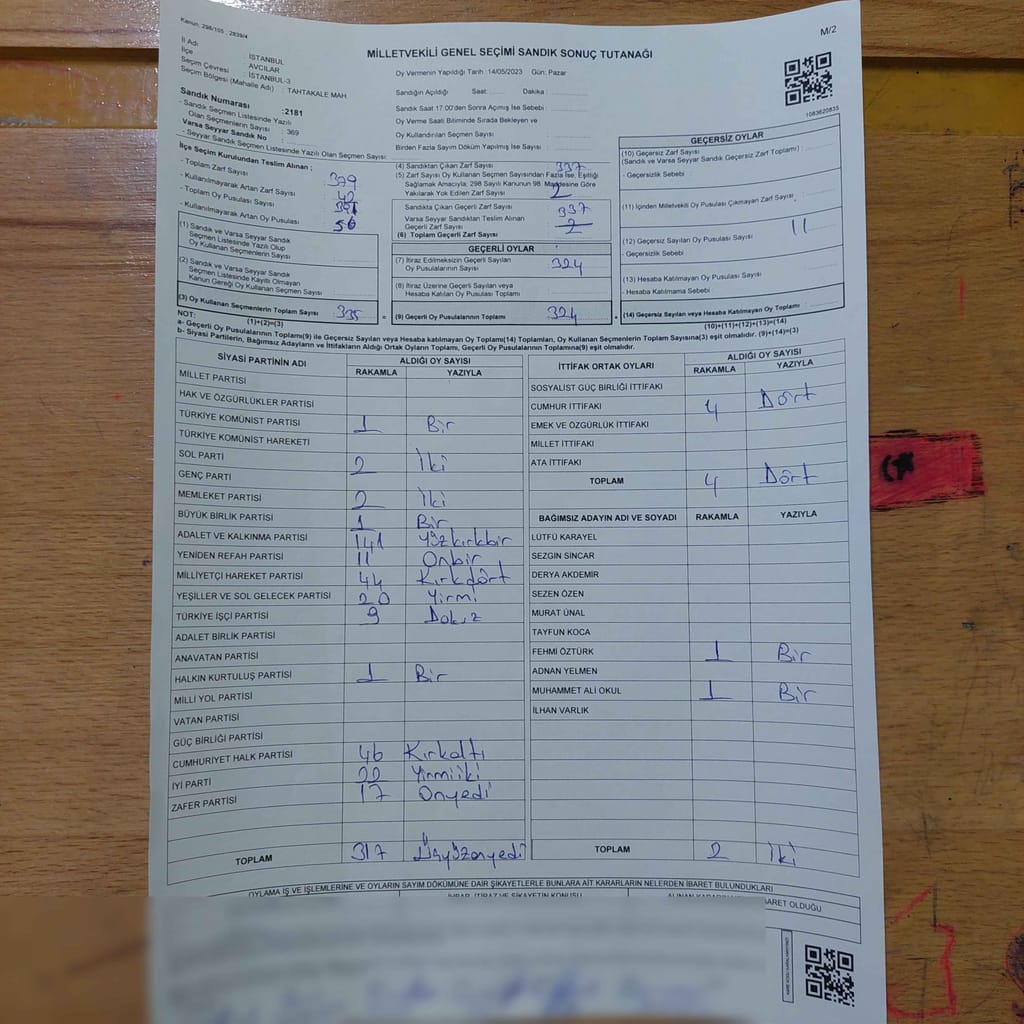 Kanun: 298/105 , 2839/4
M/2
MİLLETVEKİLİ GENEL SEÇİMİ SANDIK SONUÇ TUTANAĞI
İl Adı : İSTANBUL
İlçe : AVCILAR
Seçim Çevresi : İSTANBUL-3
Seçim Bölgesi (Mahalle Adı) : TAHTAKALE MAH.
Sandık Numarası :2181
- Sandık Seçmen Listesinde Yazılı
Olan Seçmenlerin Sayısı : 369
Varsa Seyyar Sandık No :
- Seyyar Sandık Seçmen Listesinde Yazılı Olan Seçmen Sayısı:
Oy Vermenin Yapıldığı Tarih :14/05/2023 Gün: Pazar
Sandığın Açıldığı Saat: Dakika :
Sandık Saat 17:00'den Sonra Açılmış İse Sebebi :
Oy Verme Saati Bitiminde Sırada Bekleyen ve
Oy Kullandırılan Seçmen Sayısı :
Birden Fazla Sayım Döküm Yapılmış İse Sayısı :
1083620835
İlçe Seçim Kurulundan Teslim Alınan ;
- Toplam Zarf Sayısı : 379
- Kullanılmayarak Artan Zarf Sayısı : 42
- Toplam Oy Pusulası Sayısı : 391
- Kullanılmayarak Artan Oy Pusulası : 56
(1) Sandık ve Varsa Seyyar Sandık
Seçmen Listesinde Yazılı Olup
Oy Kullanan Seçmenlerin Sayısı :
(2) Sandık ve Varsa Seyyar Sandık
Seçmen Listesinde Kayıtlı Olmayan
Kanun Gereği Oy Kullanan Seçmen Sayısı :
(3) Oy Kullanan Seçmenlerin Toplam Sayısı : 335 =
(4) Sandıktan Çıkan Zarf Sayısı : 337
(5) Zarf Sayısı Oy Kullanan Seçmen Sayısından Fazla İse, Eşitliği
Sağlamak Amacıyla; 298 Sayılı Kanunun 98. Maddesine Göre
Yakılarak Yok Edilen Zarf Sayısı : 2
Sandıkta Çıkan Geçerli Zarf Sayısı : 337
Varsa Seyyar Sandıktan Teslim Alınan
Geçerli Zarf Sayısı : 2
(6) Toplam Geçerli Zarf Sayısı :
GEÇERLİ OYLAR
(7) İtiraz Edilmeksizin Geçerli Sayılan
Oy Pusulalarının Sayısı : 324
(8) İtiraz Üzerine Geçerli Sayılan veya
Hesaba Katılan Oy Pusulası Toplamı :
(9) Geçerli Oy Pusulalarının Toplamı : 324 +
GEÇERSİZ OYLAR
(10) Geçersiz Zarf Sayısı
(Sandık ve Varsa Seyyar Sandık Geçersiz Zarf Toplamı) :
- Geçersizlik Sebebi :
(11) İçinden Milletvekili Oy Pusulası Çıkmayan Zarf Sayısı :
(12) Geçersiz Sayılan Oy Pusulası Sayısı : 11
- Geçersizlik Sebebi :
(13) Hesaba Katılmayan Oy Pusulası Sayısı :
- Hesaba Katılmama Sebebi :
(14) Geçersiz Sayılan veya Hesaba Katılmayan Oy Toplamı :
NOT: (1)+(2)=(3) (10)+(11)+(12)+(13)=(14)
a- Geçerli Oy Pusulalarının Toplamı(9) ile Geçersiz Sayılan veya Hesaba katılmayan Oy Toplamı(14) Toplamları, Oy Kullanan Seçmenlerin Toplam Sayısına(3) eşit olmalıdır. (9)+(14)=(3)
b- Siyasi Partilerin, Bağımsız Adayların ve İttifakların Aldığı Ortak Oyların Toplamı, Geçerli Oy Pusulalarının Toplamına(9) eşit olmalıdır.
SİYASİ PARTİNİN ADI ALDIĞI OY SAYISI
RAKAMLA YAZIYLA
MİLLET PARTİSİ
HAK VE ÖZGÜRLÜKLER PARTİSİ
TÜRKİYE KOMÜNİST PARTİSİ 1 Bir
TÜRKİYE KOMÜNİST HAREKETİ
SOL PARTİ 2 İki
GENÇ PARTİ
MEMLEKET PARTİSİ 2 İki
BÜYÜK BİRLİK PARTİSİ 1 Bir
ADALET VE KALKINMA PARTİSİ 141 Yüzkırkbir
YENİDEN REFAH PARTİSİ 11 Onbir
MİLLİYETÇİ HAREKET PARTİSİ 44 Kırkdört
YEŞİLLER VE SOL GELECEK PARTİSİ 20 Yirmi
TÜRKİYE İŞÇİ PARTİSİ 9 Dokuz
ADALET BİRLİK PARTİSİ
ANAVATAN PARTİSİ
HALKIN KURTULUŞ PARTİSİ 1 Bir
MİLLİ YOL PARTİSİ
VATAN PARTİSİ
GÜÇ BİRLİĞİ PARTİSİ
CUMHURİYET HALK PARTİSİ 46 Kırkaltı
İYİ PARTİ 22 Yirmiiki
ZAFER PARTİSİ 17 Onyedi
TOPLAM 317 Üçyüzonyedi
İTTİFAK ORTAK OYLARI ALDIĞI OY SAYISI
RAKAMLA YAZIYLA
SOSYALİST GÜÇ BİRLİĞİ İTTİFAKI
CUMHUR İTTİFAKI 4 Dört
EMEK VE ÖZGÜRLÜK İTTİFAKI
MİLLET İTTİFAKI
ATA İTTİFAKI
TOPLAM 4 Dört
BAĞIMSIZ ADAYIN ADI VE SOYADI RAKAMLA YAZIYLA
LÜTFÜ KARAYEL
SEZGIN SINCAR
DERYA AKDEMIR
SEZEN ÖZEN
MURAT ÜNAL
TAYFUN KOCA
FEHMİ ÖZTÜRK 1 Bir
ADNAN YELMEN
MUHAMMET ALİ OKUL 1 Bir
İLHAN VARLIK
TOPLAM 2 İki
OYLAMA İŞ VE İŞLEMLERİNE VE OYLARIN SAYIM DÖKÜMÜNE DAİR ŞİKAYETLERLE BUNLARA AİT KARARLARIN NELERDEN İBARET BULUNDUKLARI
İHBAR, İTİRAZ VE ŞİKAYETİN KONUSU